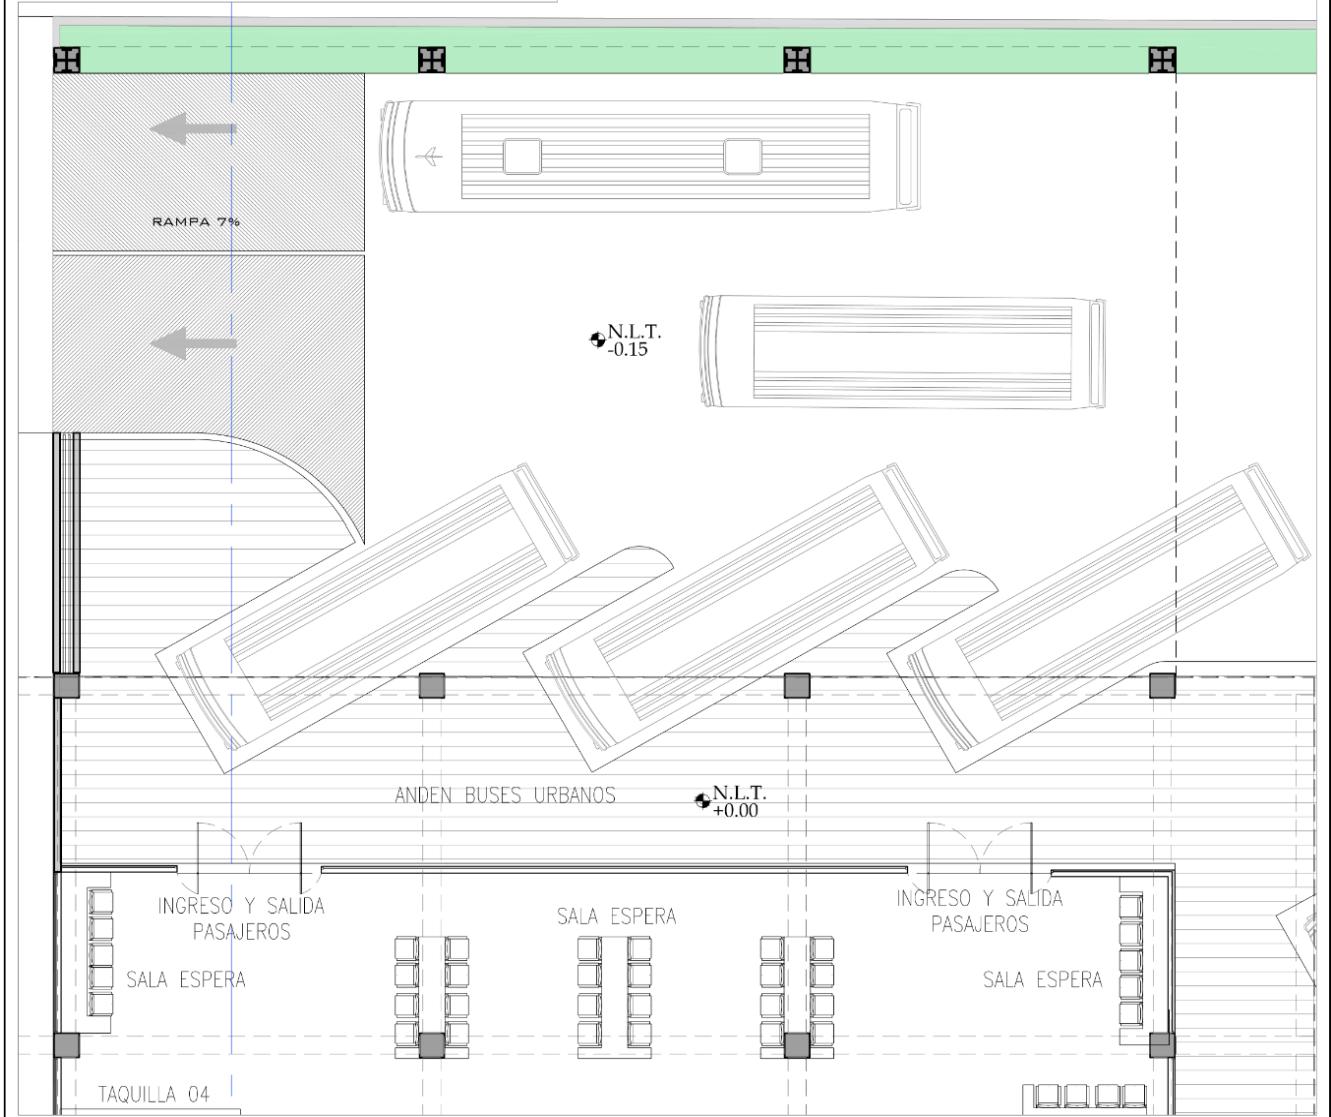 RAMPA 7%
N.L.T.
-0.15
ANDEN BUSES URBANOS
N.L.T.
+0.00
INGRESO Y SALIDA
PASAJEROS
SALA ESPERA
INGRESO Y SALIDA
PASAJEROS
SALA ESPERA
SALA ESPERA
TAQUILLA 04